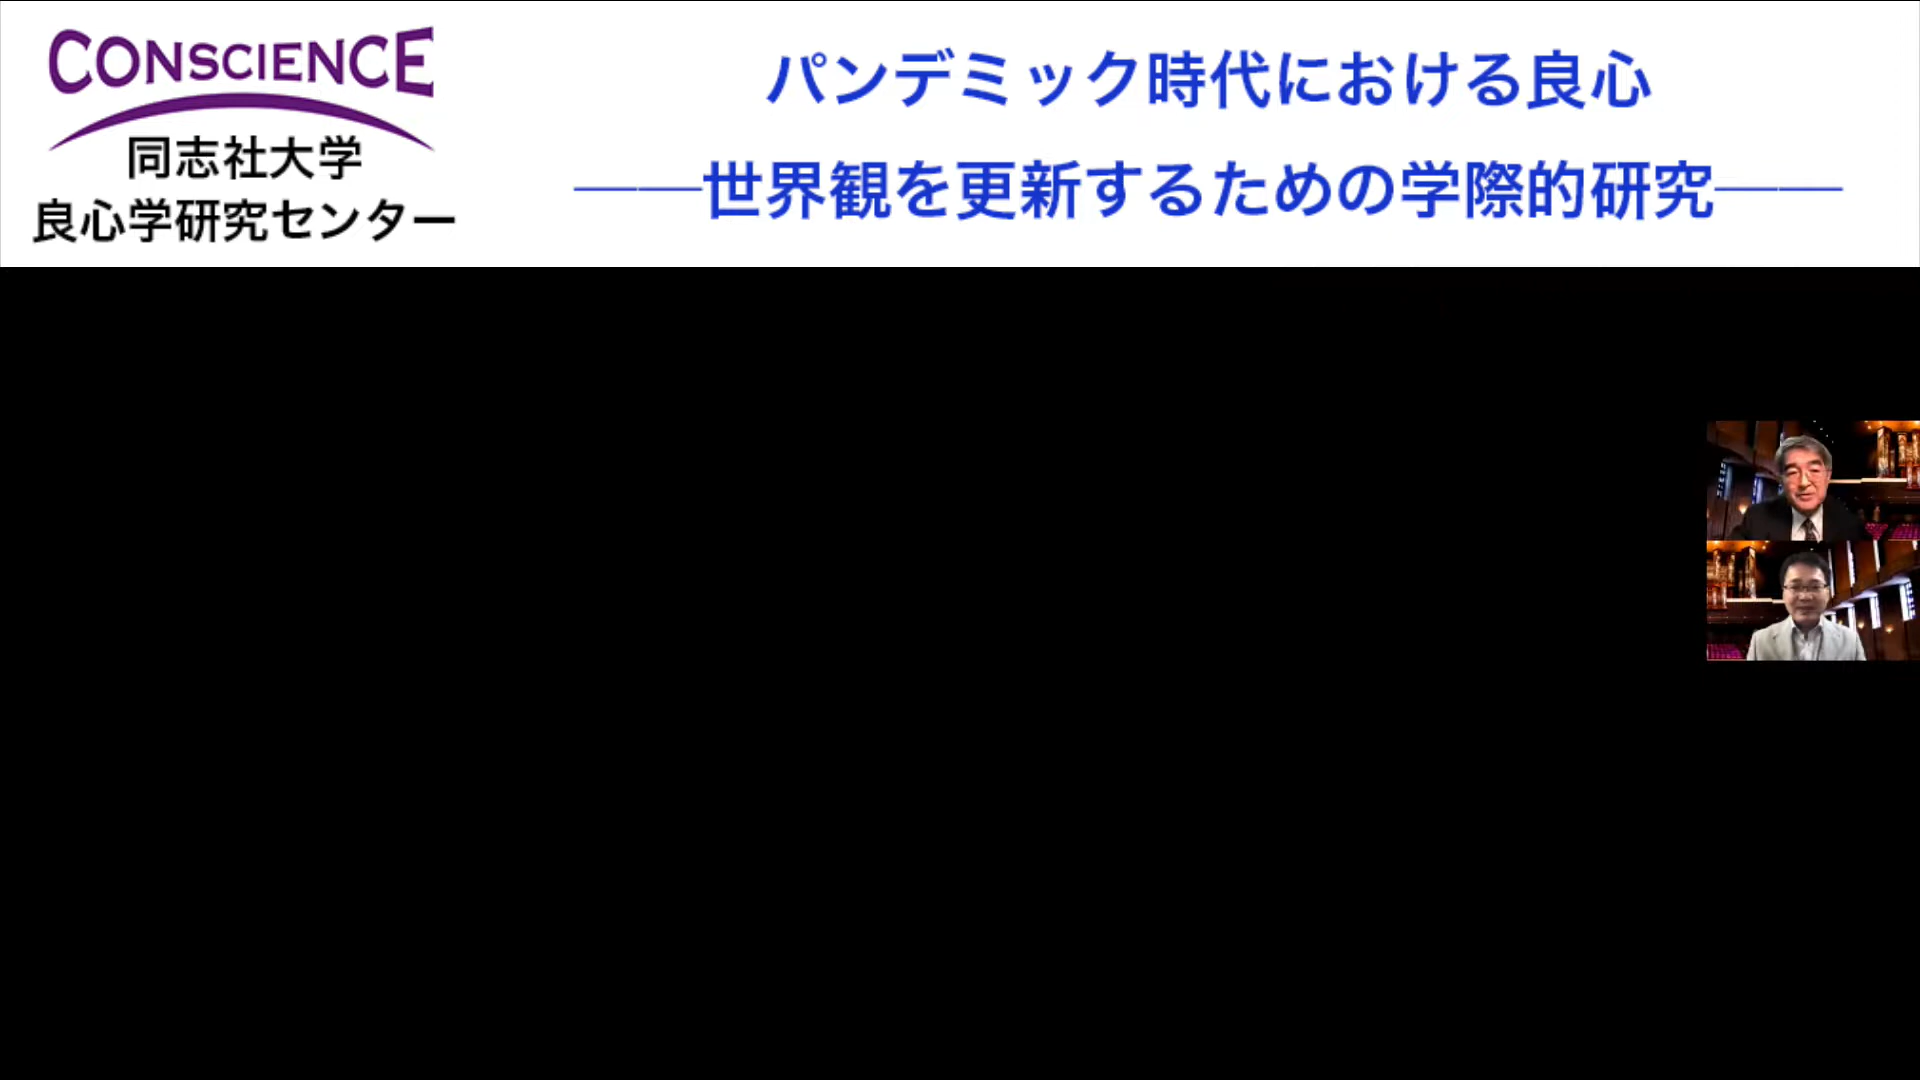 CONSCIENCE
同志社大学
良心学研究センター
パンデミック時代における良心
――世界観を更新するための学際的研究――